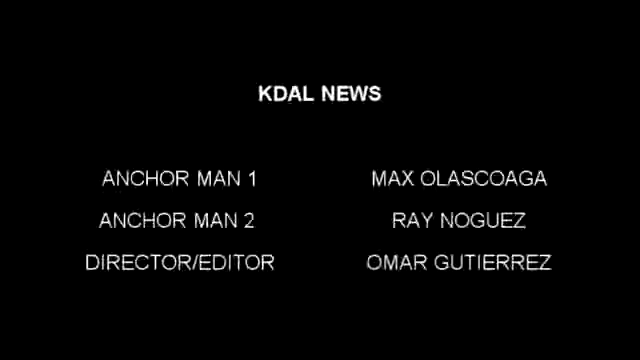 KDAL NEWS
ANCHOR MAN 1 MAX OLASCOAGA
ANCHOR MAN 2 RAY NOGUEZ
DIRECTOR/EDITOR OMAR GUTIERREZ